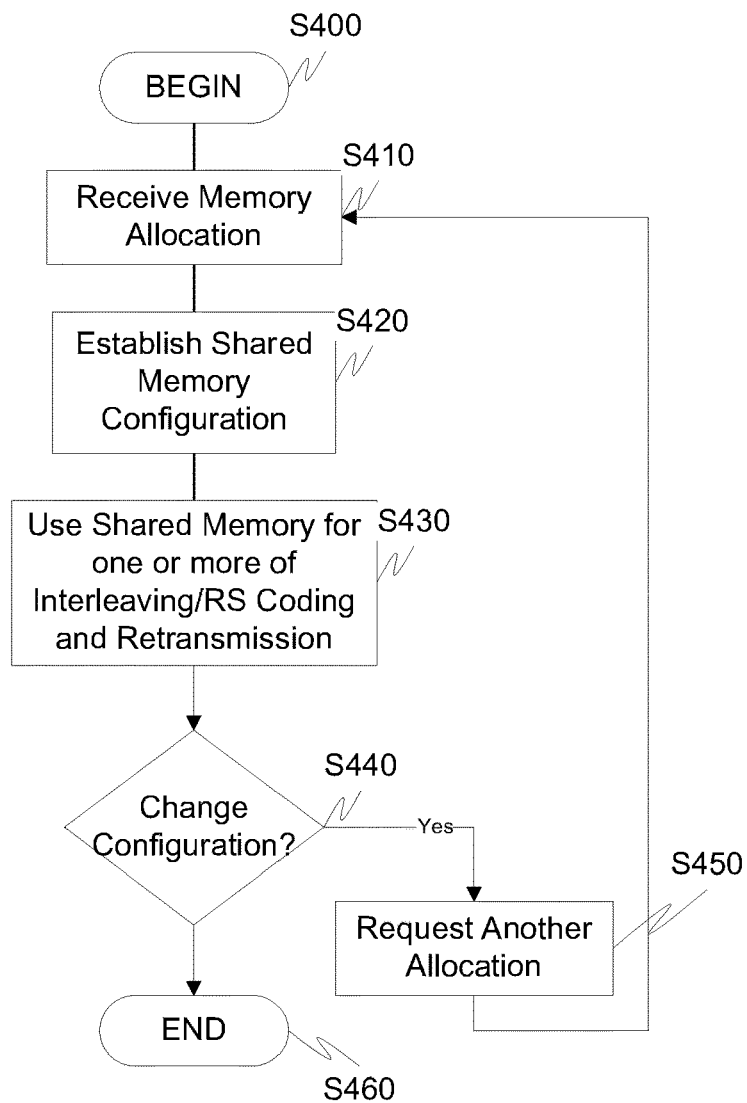 S400
BEGIN
S410
Receive Memory
Allocation
S420
Establish Shared
Memory
Configuration
S430
Use Shared Memory for
one or more of
Interleaving/RS Coding
and Retransmission
S440
Change
Configuration?
Yes
S450
Request Another
Allocation
END
S460